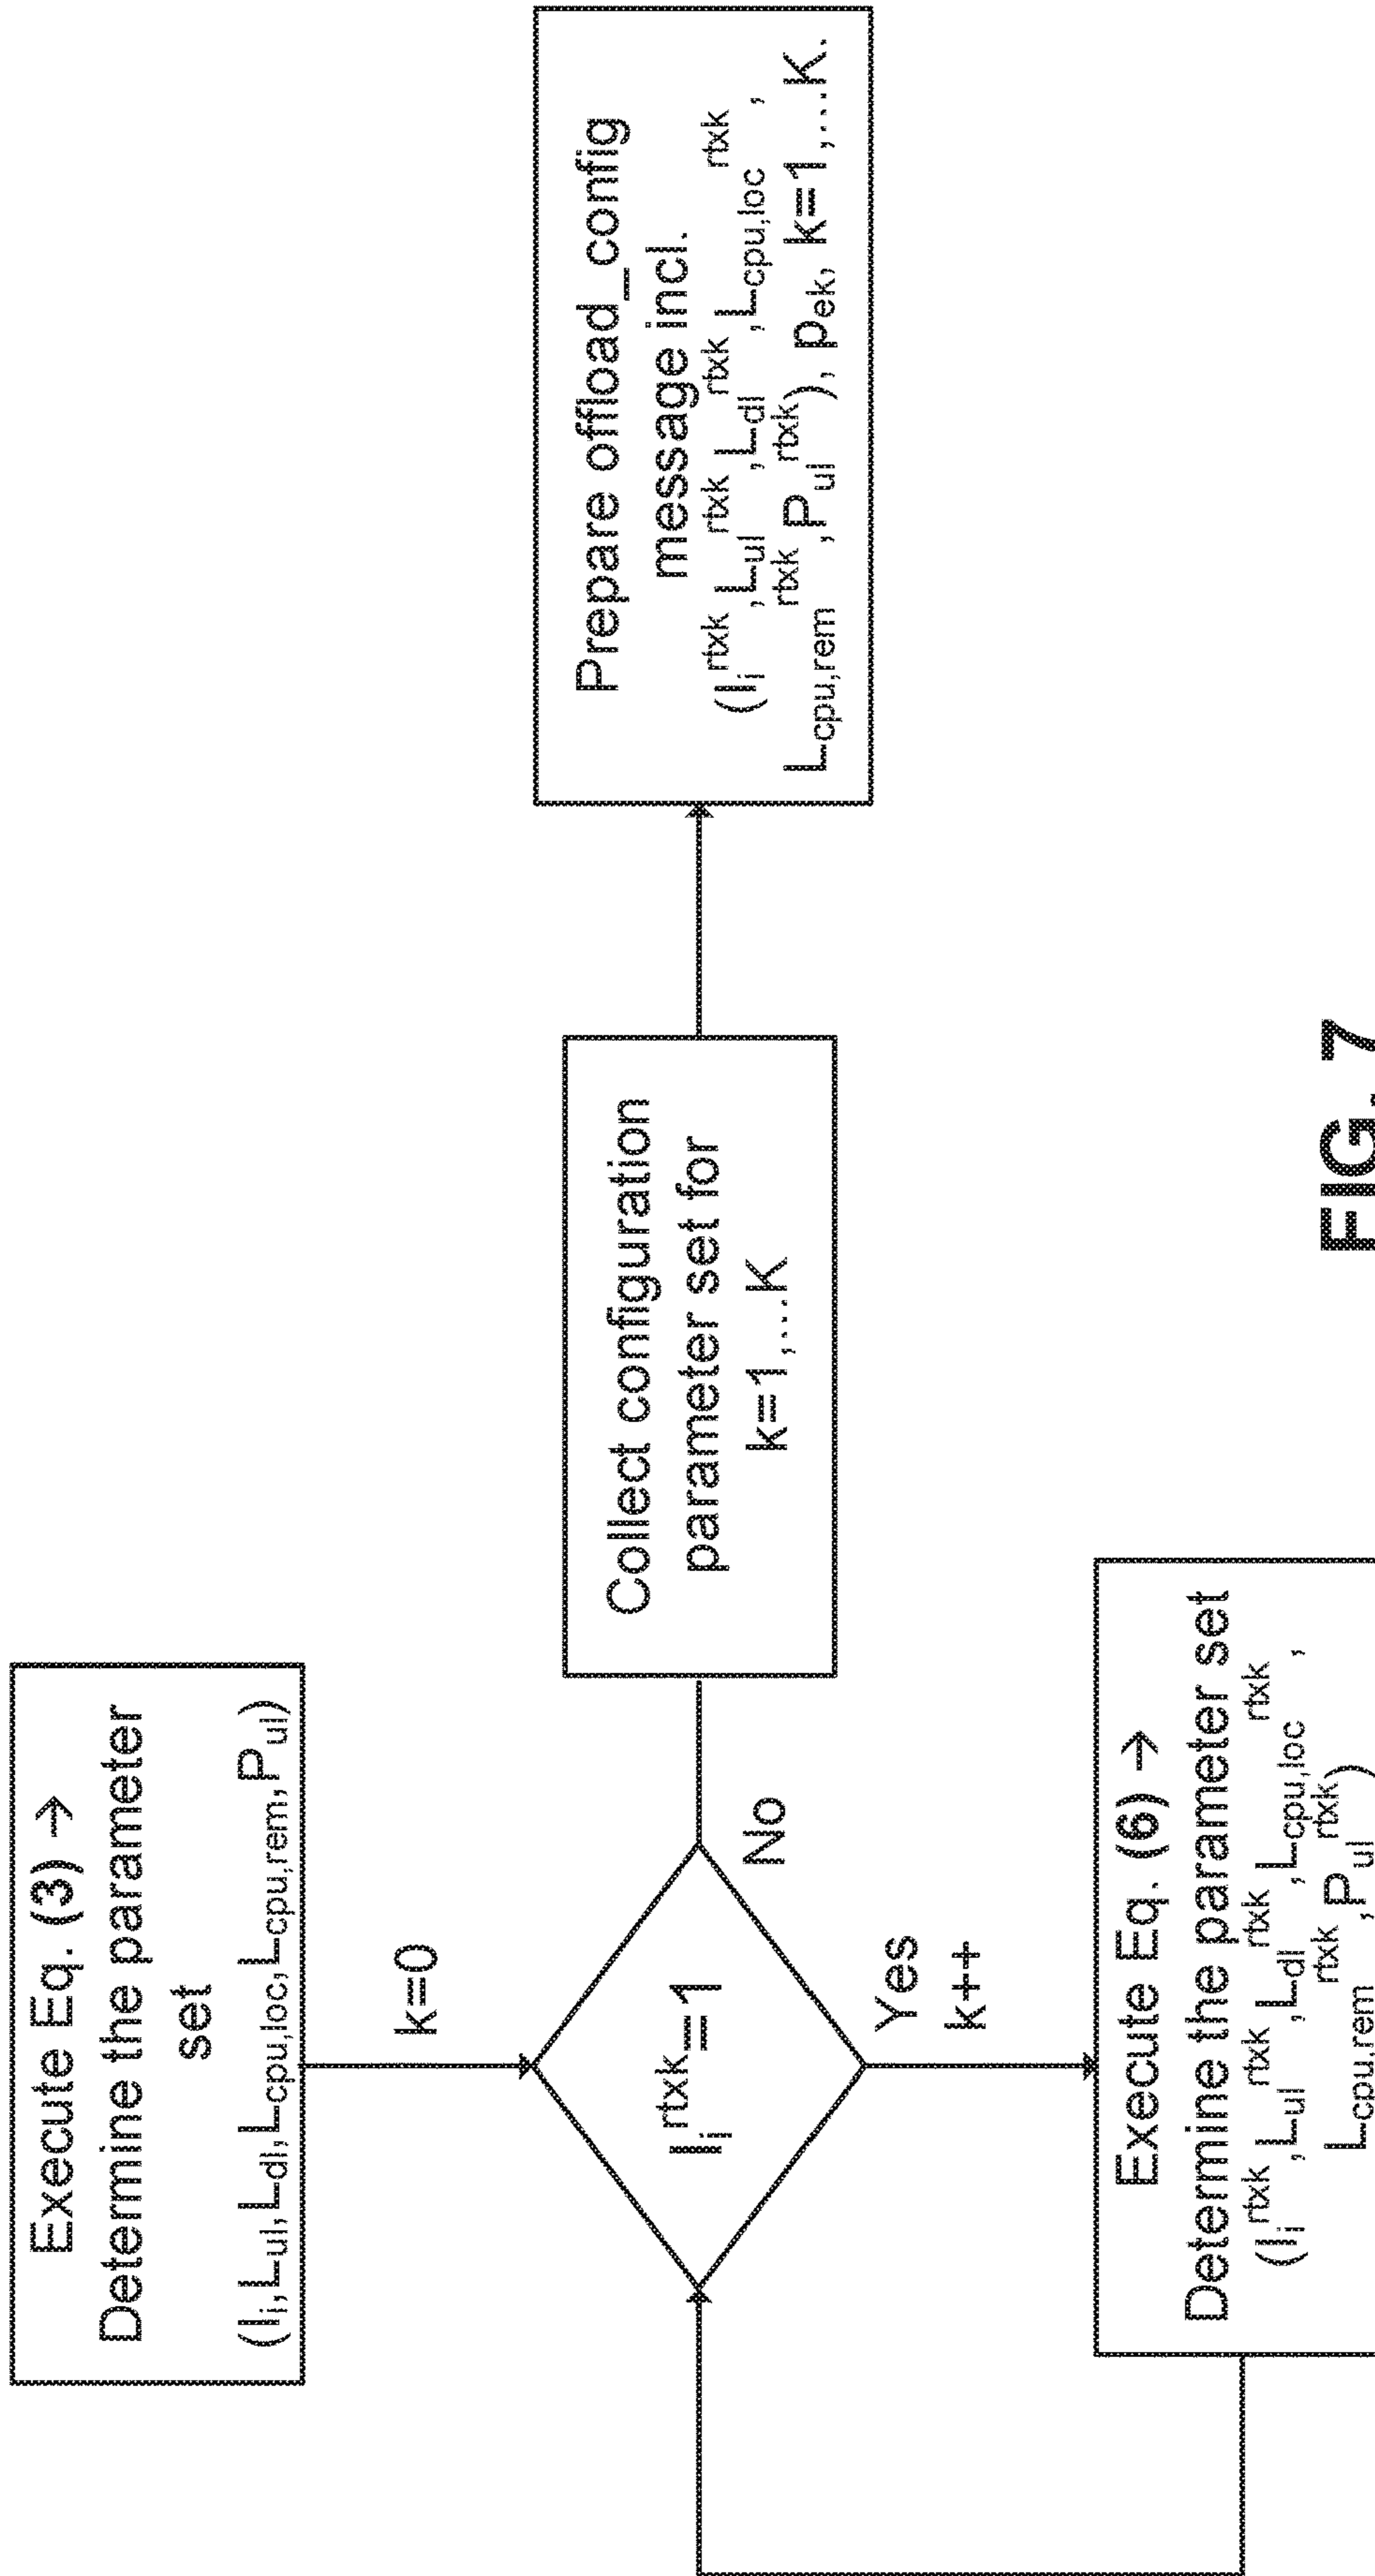 Execute Eq. (3) →
Determine the parameter
set
(I_i, L_ul, L_dl, L_cpu,loc, L_cpu,rem, P_ul)
k=0
I_i^rtxk=1
No
Yes
k++
Execute Eq. (6) →
Determine the parameter set
(I_i^rtxk, L_ul^rtxk, L_dl^rtxk, L_cpu,loc^rtxk,
L_cpu,rem^rtxk, P_ul^rtxk)
Collect configuration
parameter set for
k=1,...K
Prepare offload_config
message incl.
(I_i^rtxk, L_ul^rtxk, L_dl^rtxk, L_cpu,loc^rtxk,
L_cpu,rem^rtxk, P_ul^rtxk), p_ek, k=1,...K.
FIG. 7